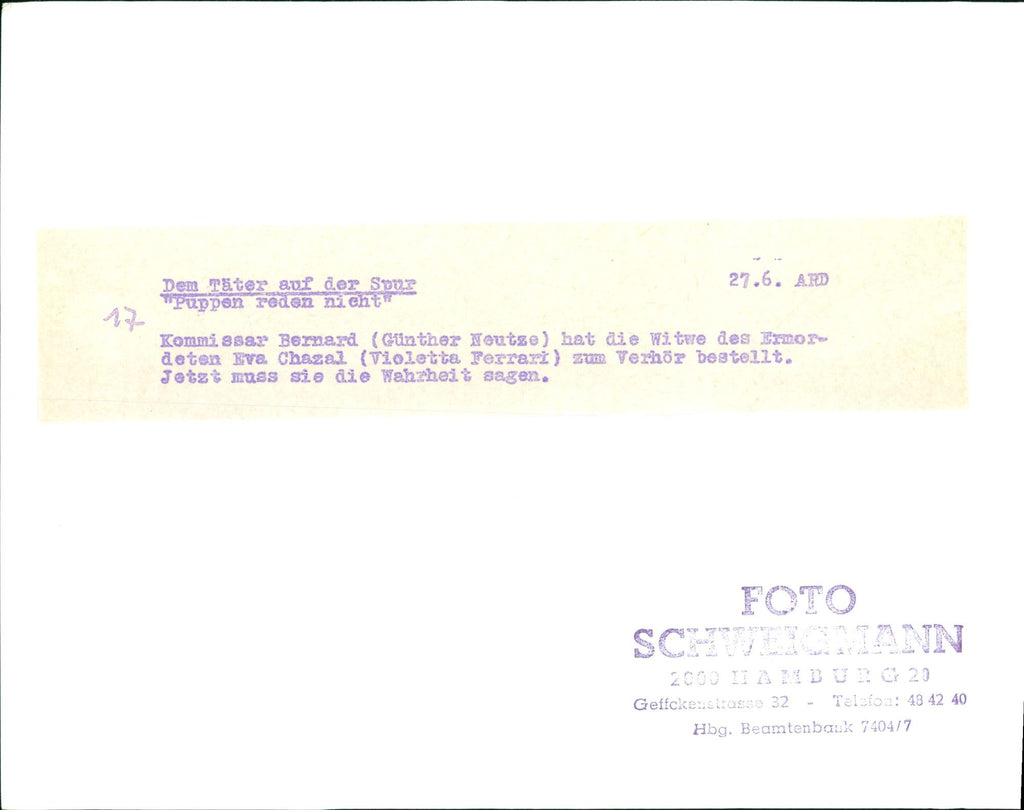 Dem Täter auf der Spur
27.6. ARD
"Puppen reden nicht"
17
Kommissar Bernard (Günther Neutze) hat die Witwe des Ermor-
deten Eva Chazal (Violetta Ferrari) zum Verhör bestellt.
Jetzt muss sie die Wahrheit sagen.
FOTO
SCHWEIGMANN
2000 HAMBURG 20
Geffckenstrasse 32 - Telefon: 48 42 40
Hbg. Beamtenbank 7404/7